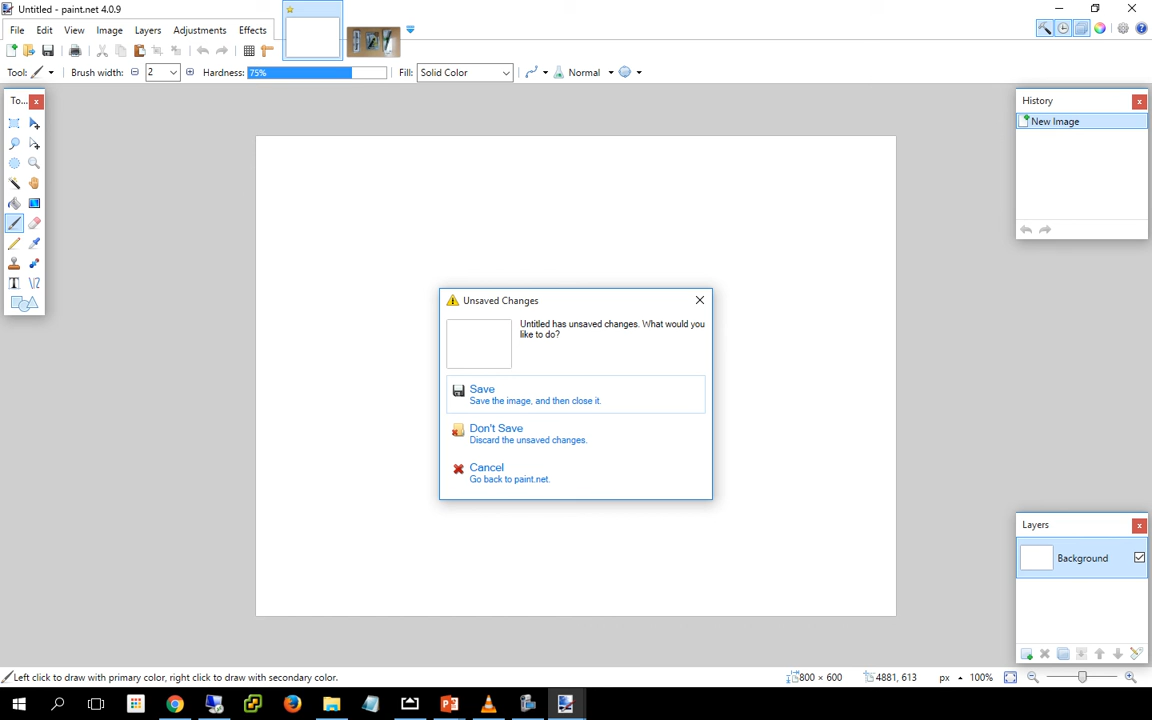 Untitled - paint.net 4.0.9
File Edit View Image Layers Adjustments Effects
Tool: Brush width: 2 Hardness: 75% Fill: Solid Color Normal
To...
History
New Image
Unsaved Changes
Untitled has unsaved changes. What would you
like to do?
Save
Save the image, and then close it.
Don't Save
Discard the unsaved changes.
Cancel
Go back to paint.net.
Layers
Background
Left click to draw with primary color, right click to draw with secondary color. 800 × 600 4881, 613 px 100%